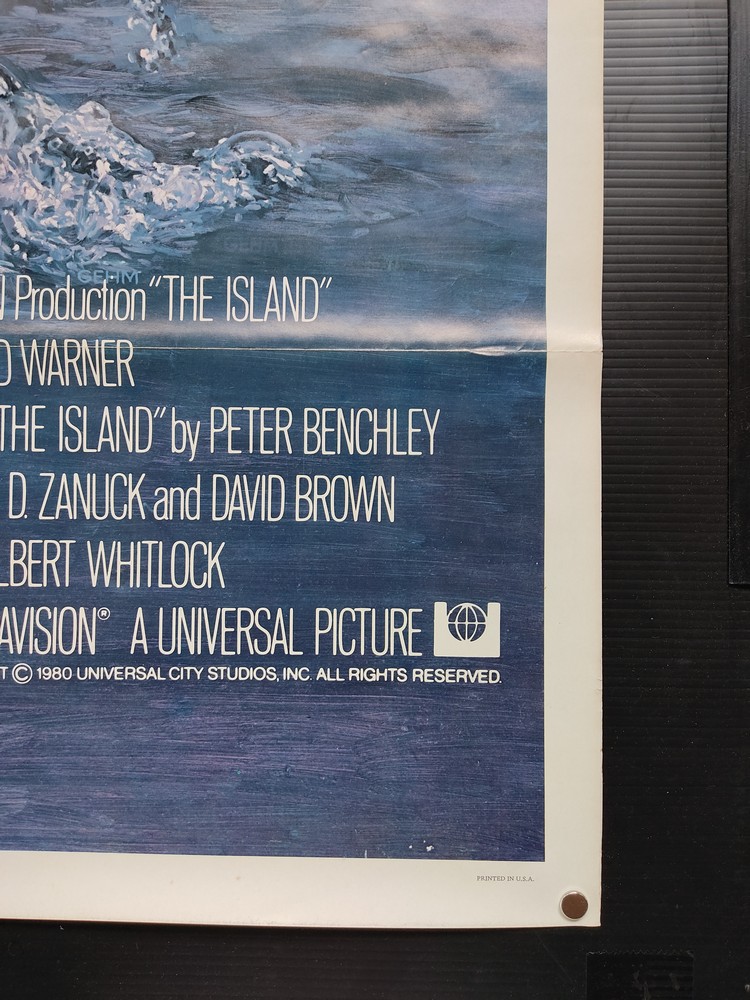 GEHM
Production "THE ISLAND"
D WARNER
THE ISLAND" by PETER BENCHLEY
D. ZANUCK and DAVID BROWN
LBERT WHITLOCK
AVISION® A UNIVERSAL PICTURE
T © 1980 UNIVERSAL CITY STUDIOS, INC. ALL RIGHTS RESERVED.
PRINTED IN U.S.A.